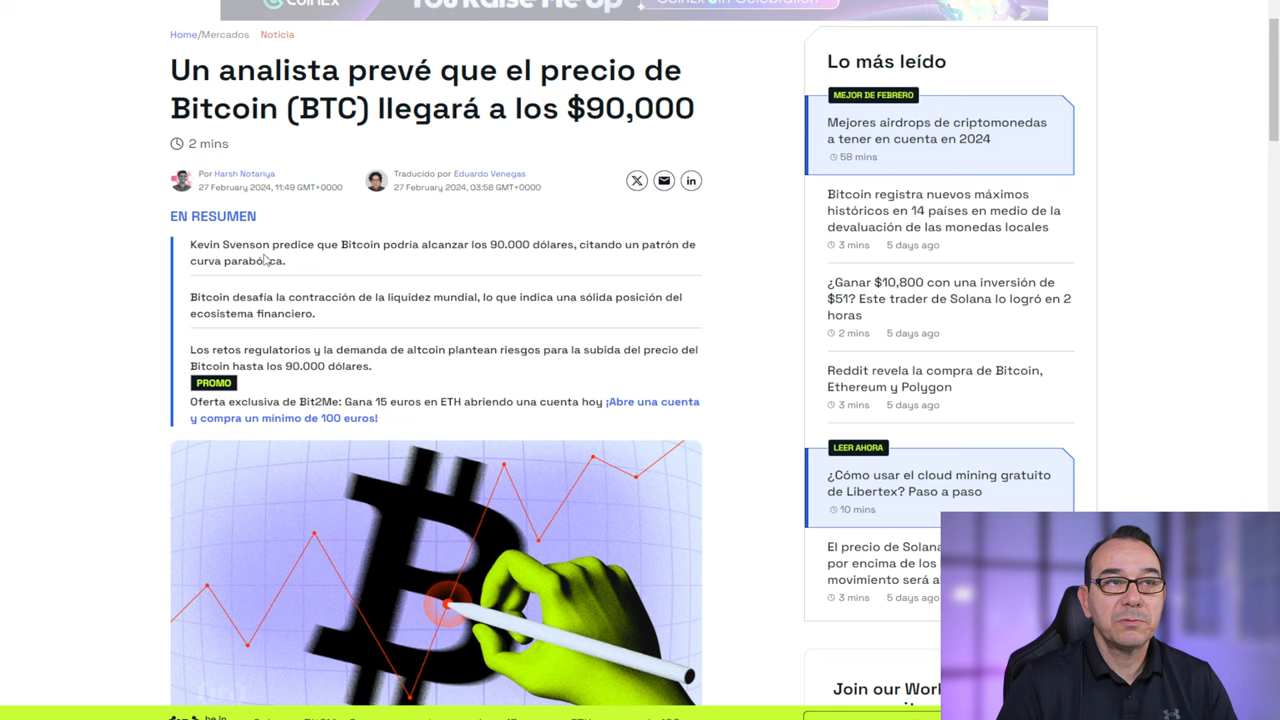 CoinEx
You Raise Me Up
Home/Mercados Noticia
Un analista prevé que el precio de
Bitcoin (BTC) llegará a los $90,000
2 mins
Por Harsh Notariya
27 February 2024, 11:49 GMT+0000
Traducido por Eduardo Venegas
27 February 2024, 03:58 GMT+0000
EN RESUMEN
Kevin Svenson predice que Bitcoin podría alcanzar los 90.000 dólares, citando un patrón de
curva parabólica.
Bitcoin desafía la contracción de la liquidez mundial, lo que indica una sólida posición del
ecosistema financiero.
Los retos regulatorios y la demanda de altcoin plantean riesgos para la subida del precio del
Bitcoin hasta los 90.000 dólares.
PROMO
Oferta exclusiva de Bit2Me: Gana 15 euros en ETH abriendo una cuenta hoy ¡Abre una cuenta
y compra un mínimo de 100 euros!
Lo más leído
MEJOR DE FEBRERO
Mejores airdrops de criptomonedas
a tener en cuenta en 2024
58 mins
Bitcoin registra nuevos máximos
históricos en 14 países en medio de la
devaluación de las monedas locales
3 mins 5 days ago
¿Ganar $10,800 con una inversión de
$51? Este trader de Solana lo logró en 2
horas
2 mins 5 days ago
Reddit revela la compra de Bitcoin,
Ethereum y Polygon
3 mins 5 days ago
LEER AHORA
¿Cómo usar el cloud mining gratuito
de Libertex? Paso a paso
10 mins
El precio de Solana
por encima de los
movimiento será a
3 mins 5 days ago
Join our Wor